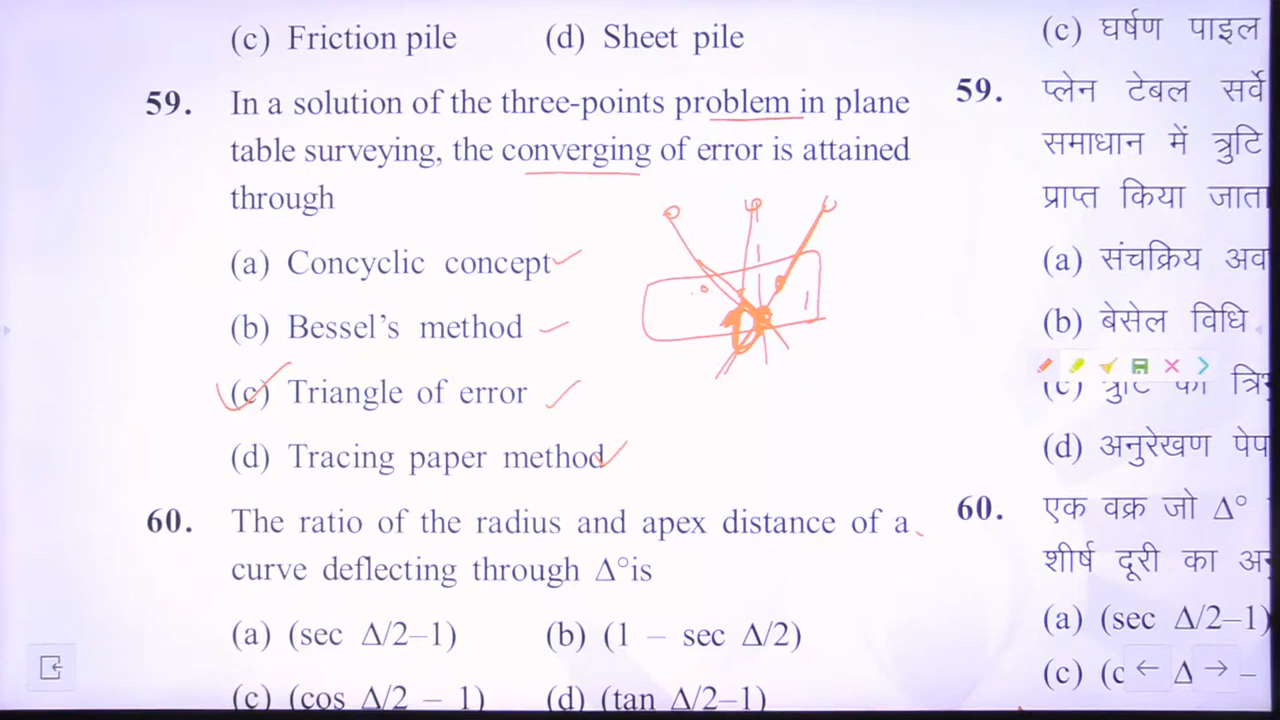 (c) Friction pile (d) Sheet pile
59. In a solution of the three-points problem in plane
table surveying, the converging of error is attained
through
(a) Concyclic concept
(b) Bessel's method
(c) Triangle of error
(d) Tracing paper method
60. The ratio of the radius and apex distance of a
curve deflecting through Δ°is
(a) (sec Δ/2–1) (b) (1 – sec Δ/2)
(c) (cos Δ/2 – 1) (d) (tan Δ/2–1)
(c) घर्षण पाइल
59. प्लेन टेबल सर्वे
समाधान में त्रुटि
प्राप्त किया जाता
(a) संचक्रिय अव
(b) बेसेल विधि
(c) त्रुटि का त्रि
(d) अनुरेखण पेप
60. एक वक्र जो Δ°
शीर्ष दूरी का अ
(a) (sec Δ/2–1)
(c) (c Δ –